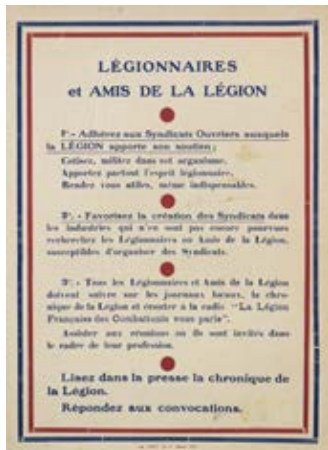 LÉGIONNAIRES
et AMIS DE LA LÉGION
1° - Adhérez aux Syndicats Ouvriers auxquels
la LÉGION apporte son soutien ;
Cotisez, militez dans cet organisme.
Apportez partout l'esprit légionnaire.
Rendez vous utiles, même indispensables.
2° - Favorisez la création des Syndicats dans
les industries qui n'en sont pas encore pourvues
recherchez les Légionnaires ou Amis de la Légion,
susceptibles d'organiser des Syndicats.
3° - Tous les Légionnaires et Amis de la Légion
doivent suivre sur les journaux locaux, la chro-
nique de la Légion et écouter à la radio "La Légion
Française des Combattants vous parle".
Assister aux réunions où ils sont invités dans
le cadre de leur profession.
Lisez dans la presse la chronique de
la Légion.
Répondez aux convocations.